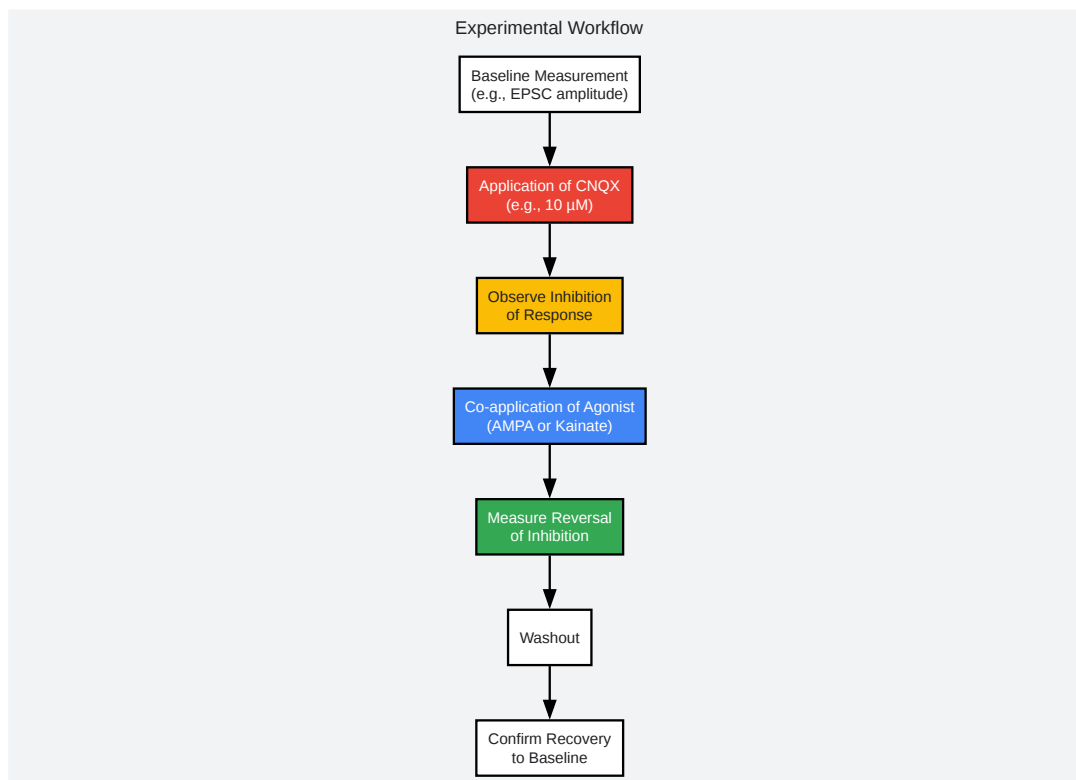 Experimental Workflow
Baseline Measurement
(e.g., EPSC amplitude)
Application of CNQX
(e.g., 10 µM)
Observe Inhibition
of Response
Co-application of Agonist
(AMPA or Kainate)
Measure Reversal
of Inhibition
Washout
Confirm Recovery
to Baseline